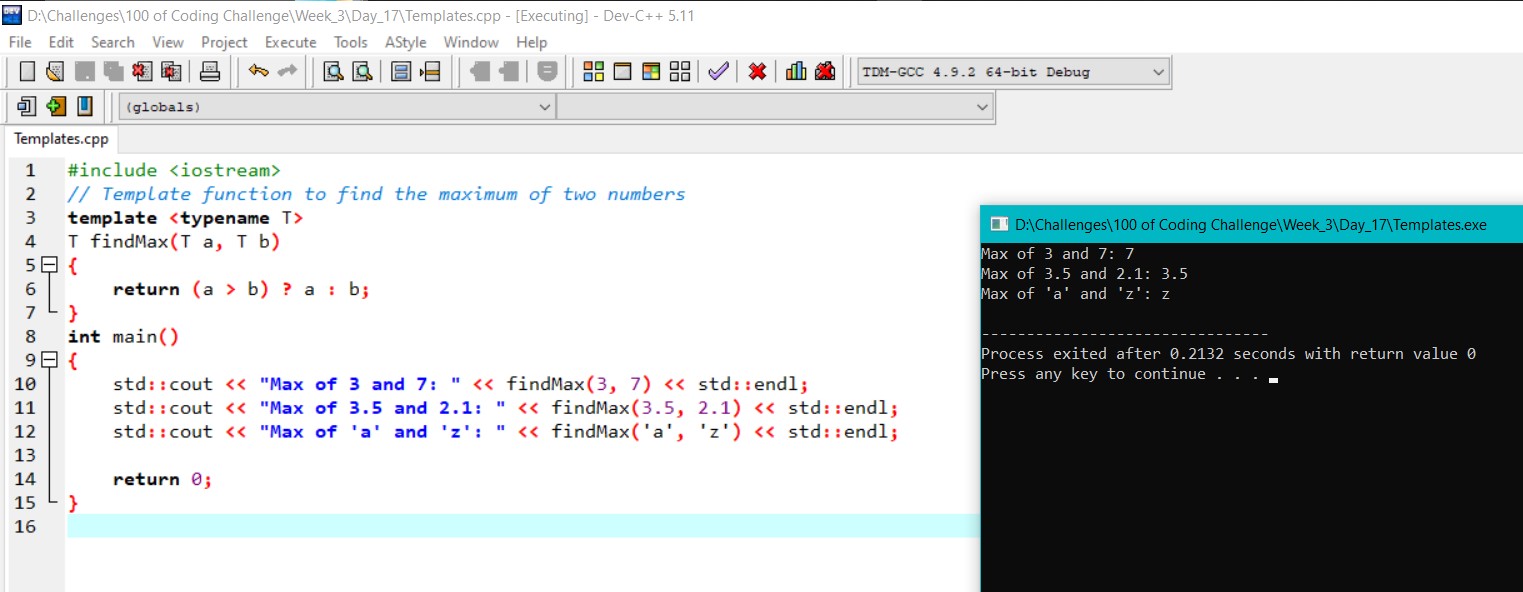 D:\Challenges\100 of Coding Challenge\Week_3\Day_17\Templates.cpp - [Executing] - Dev-C++ 5.11
File Edit Search View Project Execute Tools AStyle Window Help
TDM-GCC 4.9.2 64-bit Debug
(globals)
Templates.cpp
1 #include <iostream>
2 // Template function to find the maximum of two numbers
3 template <typename T>
4 T findMax(T a, T b)
5 {
6 return (a > b) ? a : b;
7 }
8 int main()
9 {
10 std::cout << "Max of 3 and 7: " << findMax(3, 7) << std::endl;
11 std::cout << "Max of 3.5 and 2.1: " << findMax(3.5, 2.1) << std::endl;
12 std::cout << "Max of 'a' and 'z': " << findMax('a', 'z') << std::endl;
13
14 return 0;
15 }
16
D:\Challenges\100 of Coding Challenge\Week_3\Day_17\Templates.exe
Max of 3 and 7: 7
Max of 3.5 and 2.1: 3.5
Max of 'a' and 'z': z
--------------------------------
Process exited after 0.2132 seconds with return value 0
Press any key to continue . . .